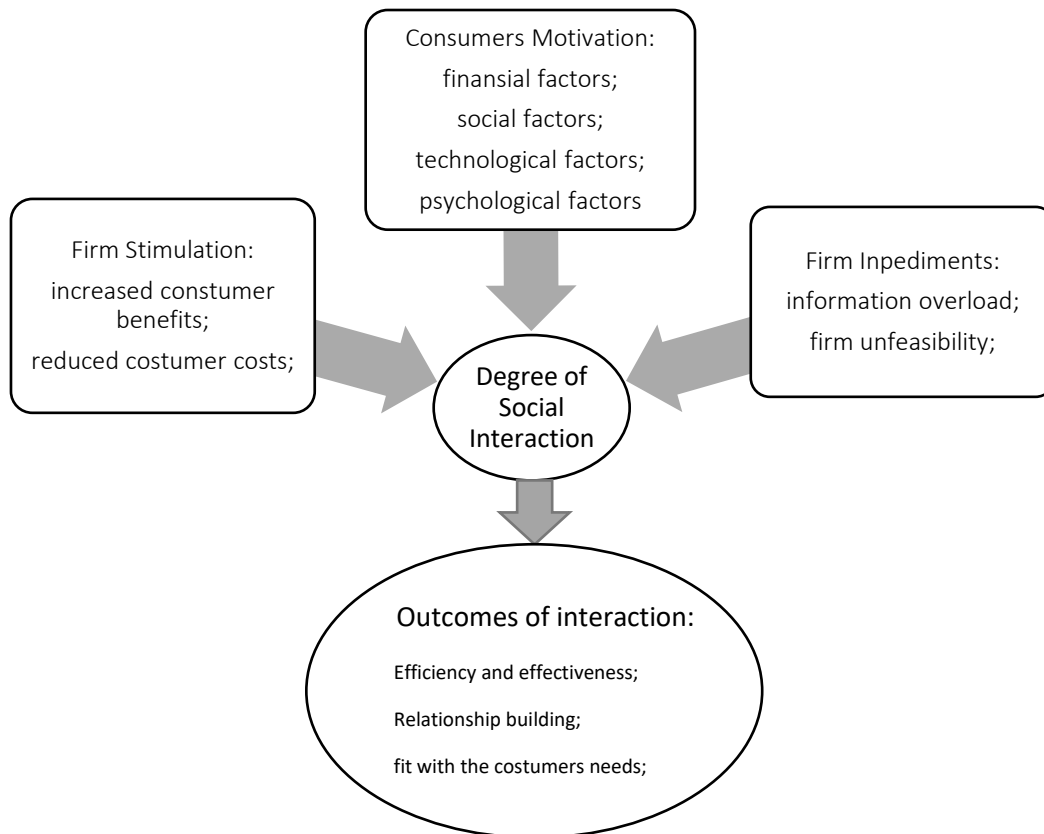 Consumers Motivation:
finansial factors;
social factors;
technological factors;
psychological factors
Firm Stimulation:
increased constumer
benefits;
reduced costumer costs;
Firm Inpediments:
information overload;
firm unfeasibility;
Degree of
Social
Interaction
Outcomes of interaction:
Efficiency and effectiveness;
Relationship building;
fit with the costumers needs;